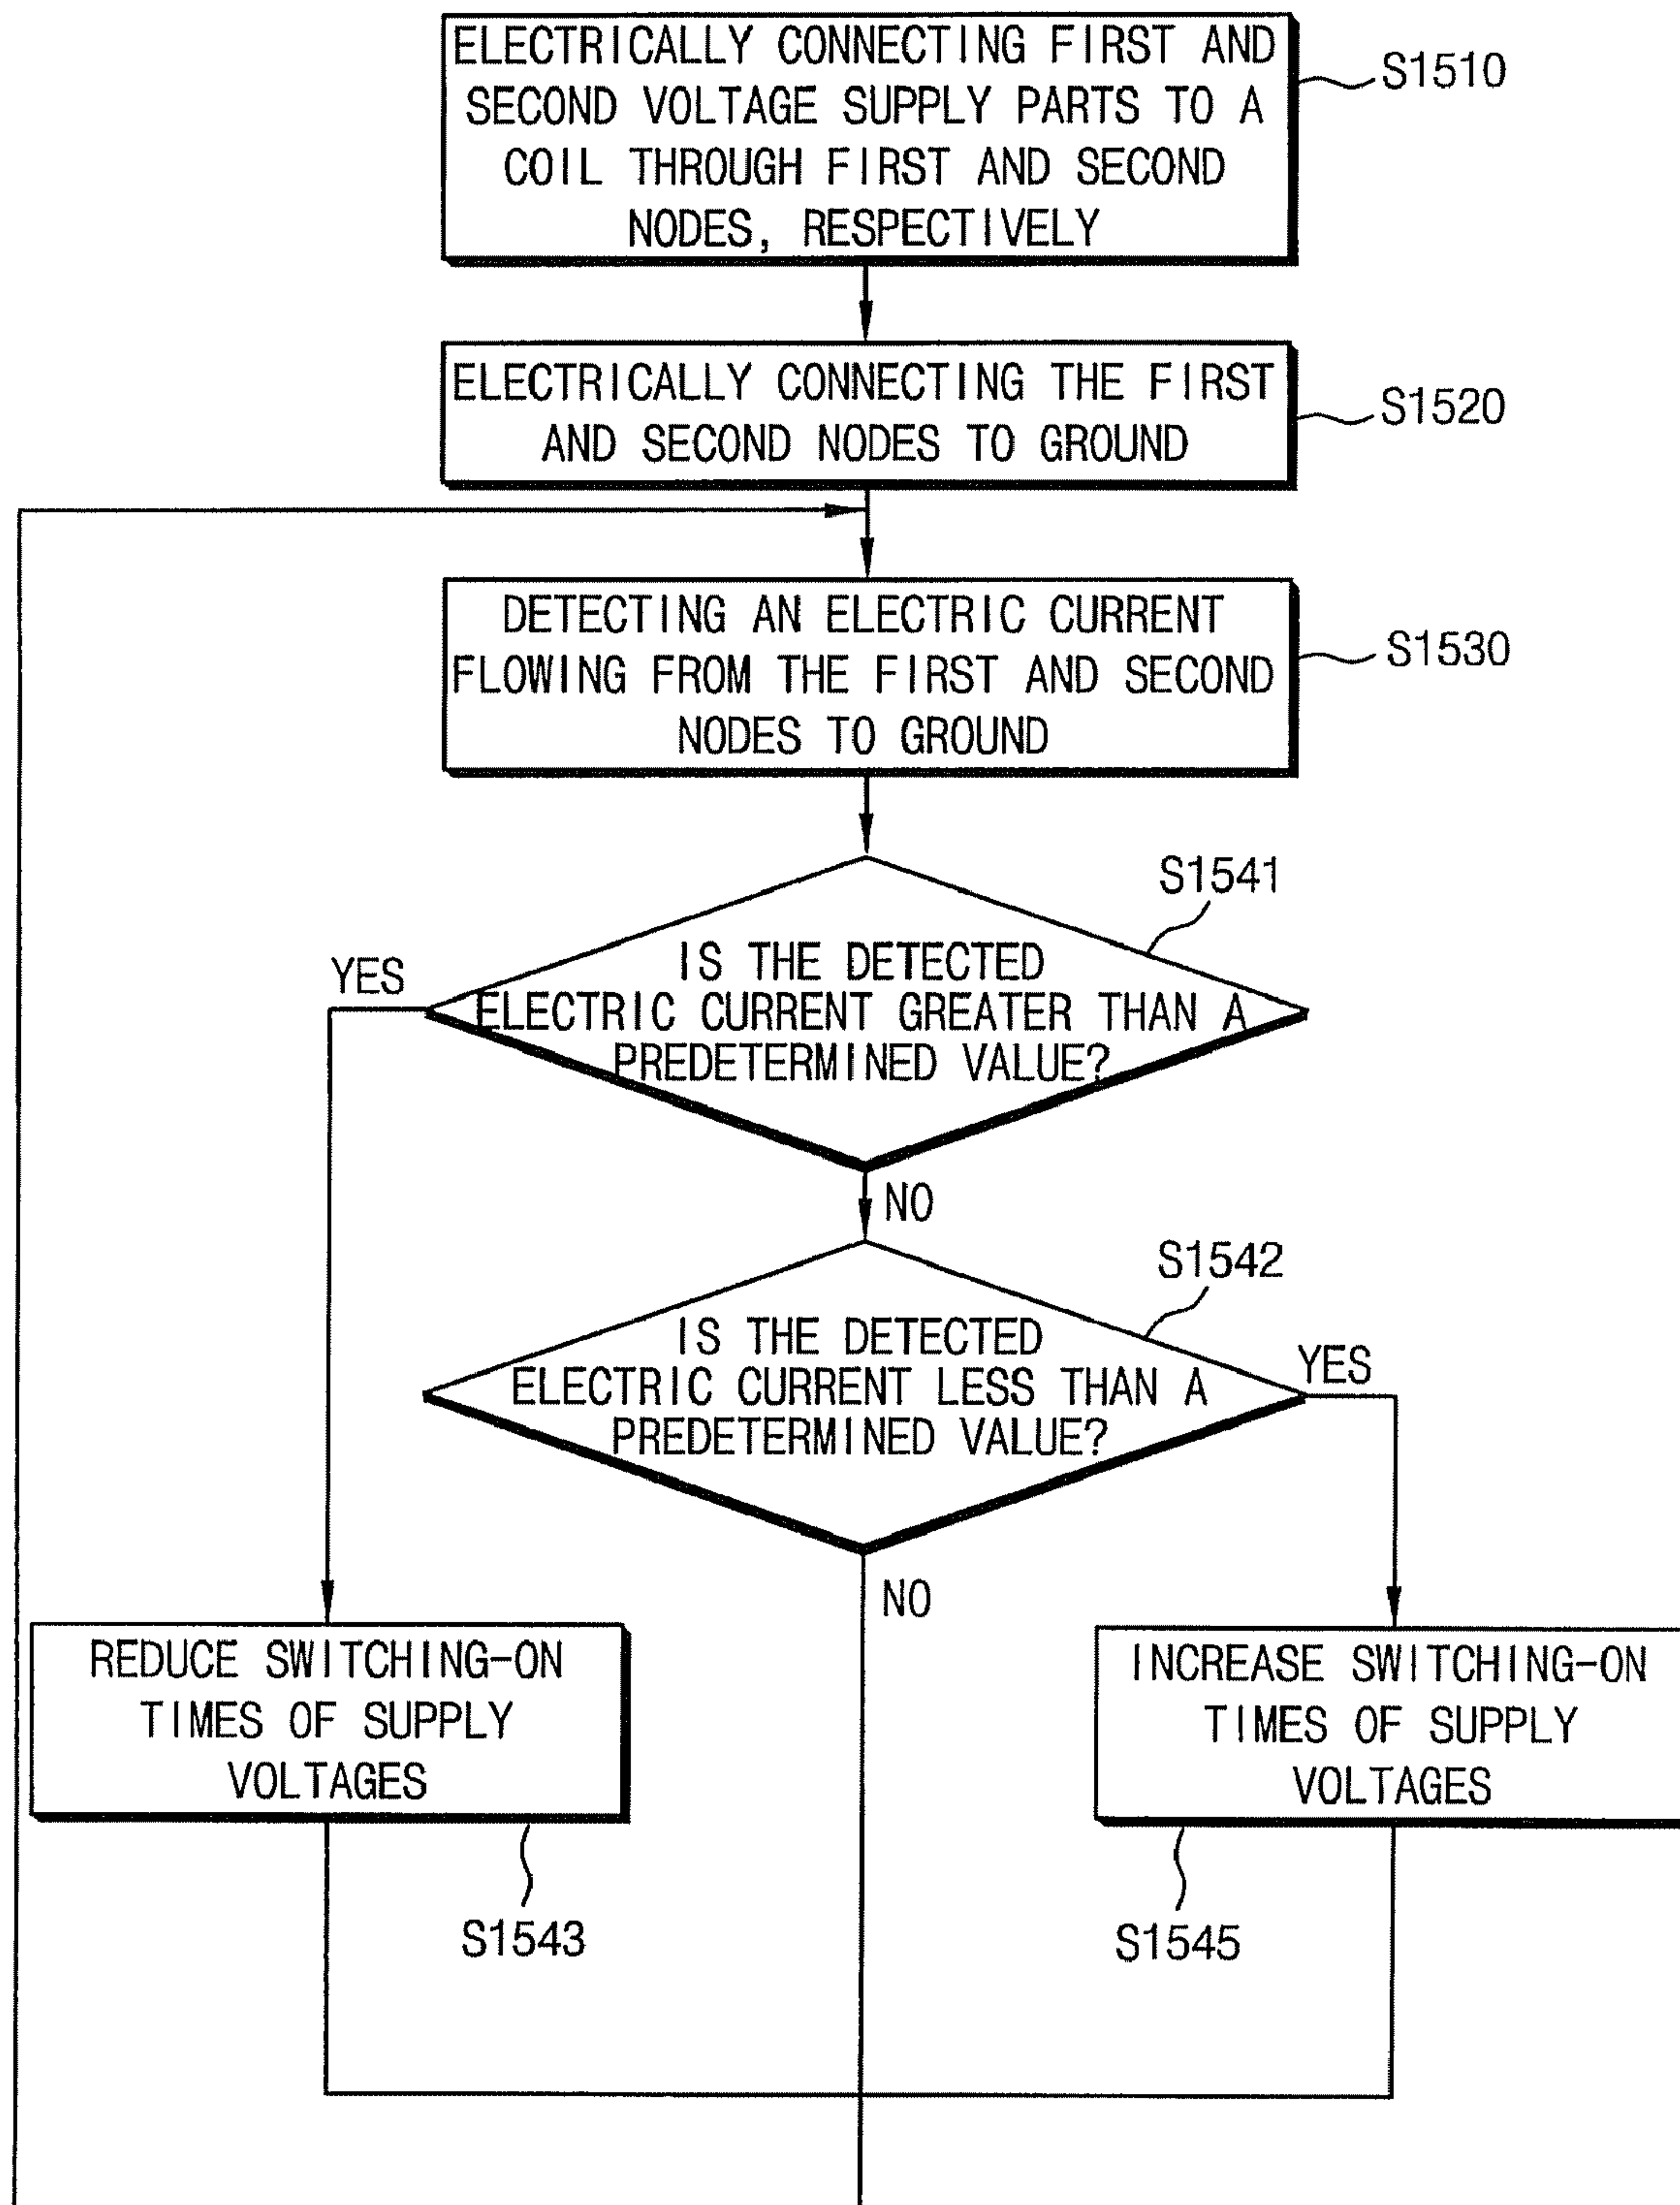 ELECTRICALLY CONNECTING FIRST AND
SECOND VOLTAGE SUPPLY PARTS TO A
COIL THROUGH FIRST AND SECOND
NODES, RESPECTIVELY
S1510
ELECTRICALLY CONNECTING THE FIRST
AND SECOND NODES TO GROUND
S1520
DETECTING AN ELECTRIC CURRENT
FLOWING FROM THE FIRST AND SECOND
NODES TO GROUND
S1530
S1541
IS THE DETECTED
ELECTRIC CURRENT GREATER THAN A
PREDETERMINED VALUE?
YES
NO
S1542
IS THE DETECTED
ELECTRIC CURRENT LESS THAN A
PREDETERMINED VALUE?
YES
NO
REDUCE SWITCHING-ON
TIMES OF SUPPLY
VOLTAGES
S1543
INCREASE SWITCHING-ON
TIMES OF SUPPLY
VOLTAGES
S1545